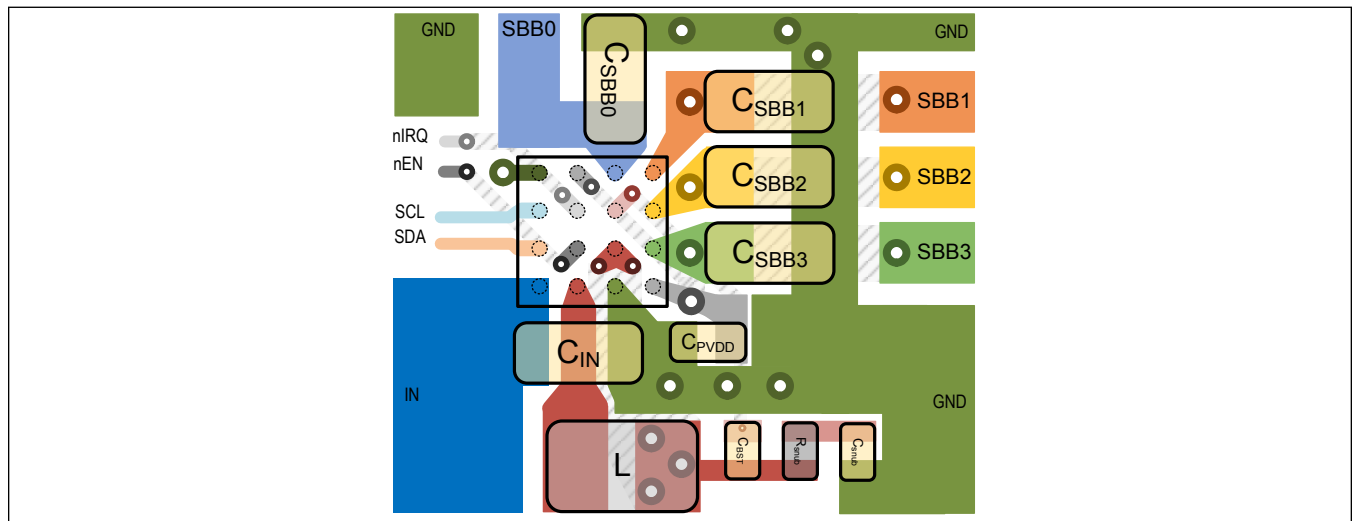 GND
SBB0
GND
CSBB0
CSBB1
SBB1
nIRQ
nEN
CSBB2
SBB2
SCL
SDA
CSBB3
SBB3
CIN
CPVDD
IN
GND
L
CBST
Rsnub
Csnub